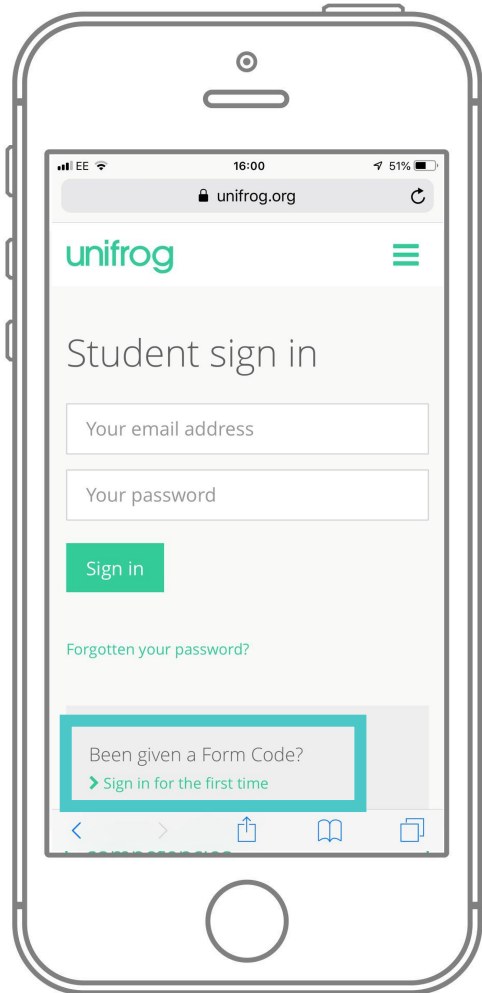 EE 16:00 51%
unifrog.org
unifrog
Student sign in
Your email address
Your password
Sign in
Forgotten your password?
Been given a Form Code?
Sign in for the first time